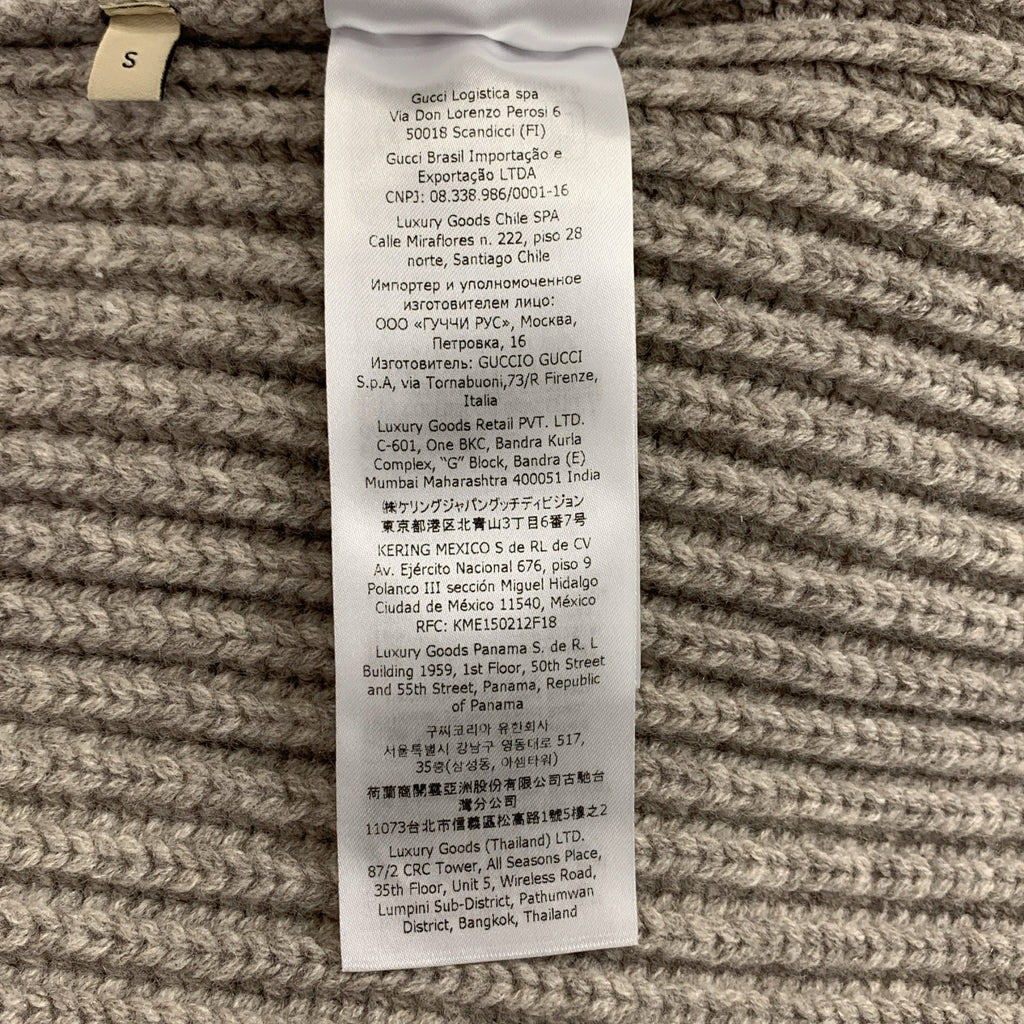 S
Gucci Logistica spa
Via Don Lorenzo Perosi 6
50018 Scandicci (FI)
Gucci Brasil Importação e
Exportação LTDA
CNPJ: 08.338.986/0001-16
Luxury Goods Chile SPA
Calle Miraflores n. 222, piso 28
norte, Santiago Chile
Импортер и уполномоченное
изготовителем лицо:
ООО «ГУЧЧИ РУС», Москва,
Петровка, 16
Изготовитель: GUCCIO GUCCI
S.p.A, via Tornabuoni,73/R Firenze,
Italia
Luxury Goods Retail PVT. LTD.
C-601, One BKC, Bandra Kurla
Complex, “G” Block, Bandra (E)
Mumbai Maharashtra 400051 India
㈱ケリングジャパングッチディビジョン
東京都港区北青山3丁目6番7号
KERING MEXICO S de RL de CV
Av. Ejército Nacional 676, piso 9
Polanco III sección Miguel Hidalgo
Ciudad de México 11540, México
RFC: KME150212F18
Luxury Goods Panama S. de R. L
Building 1959, 1st Floor, 50th Street
and 55th Street, Panama, Republic
of Panama
구찌코리아 유한회사
서울특별시 강남구 영동대로 517,
35층(삼성동, 아셈타워)
荷蘭商開雲亞洲股份有限公司古馳台
灣分公司
11073台北市信義區松高路1號5樓之2
Luxury Goods (Thailand) LTD.
87/2 CRC Tower, All Seasons Place,
35th Floor, Unit 5, Wireless Road,
Lumpini Sub-District, Pathumwan
District, Bangkok, Thailand